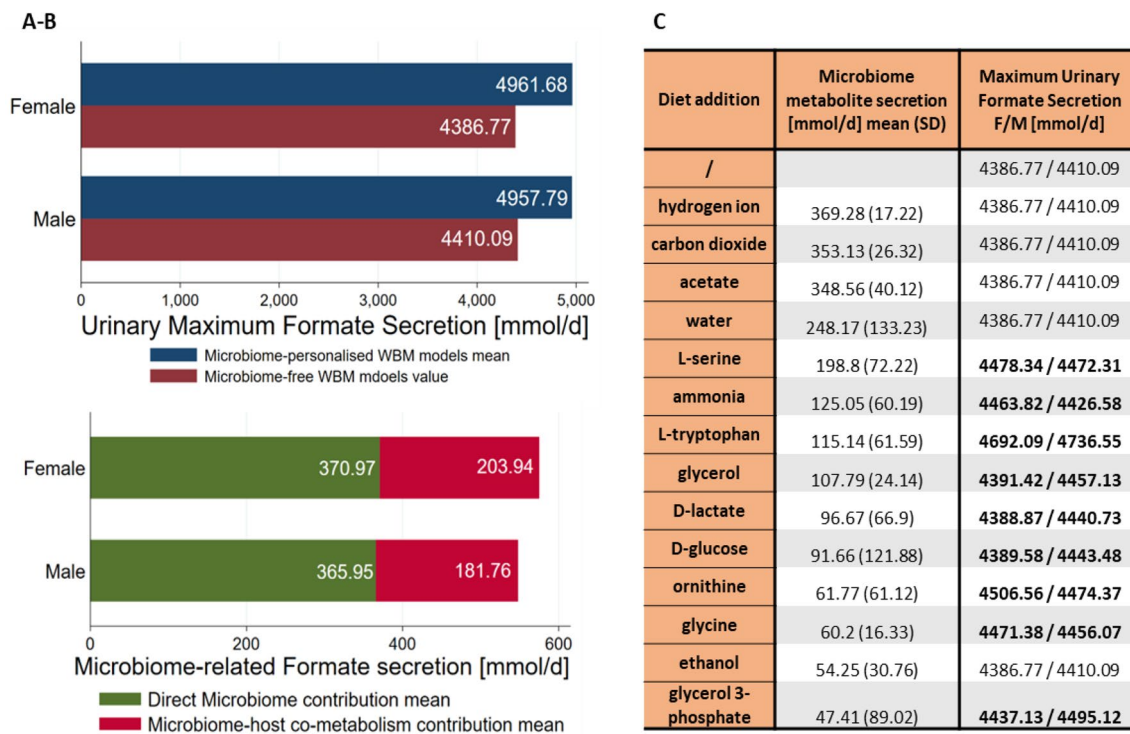 A-B
Female
4961.68
4386.77
Male
4957.79
4410.09
0 1,000 2,000 3,000 4,000 5,000
Urinary Maximum Formate Secretion [mmol/d]
Microbiome-personalised WBM models mean
Microbiome-free WBM mdoels value
Female
370.97 203.94
Male
365.95 181.76
0 200 400 600
Microbiome-related Formate secretion [mmol/d]
Direct Microbiome contribution mean
Microbiome-host co-metabolism contribution mean
C
Diet addition
Microbiome
metabolite secretion
[mmol/d] mean (SD)
Maximum Urinary
Formate Secretion
F/M [mmol/d]
/ 4386.77 / 4410.09
hydrogen ion 369.28 (17.22) 4386.77 / 4410.09
carbon dioxide 353.13 (26.32) 4386.77 / 4410.09
acetate 348.56 (40.12) 4386.77 / 4410.09
water 248.17 (133.23) 4386.77 / 4410.09
L-serine 198.8 (72.22) 4478.34 / 4472.31
ammonia 125.05 (60.19) 4463.82 / 4426.58
L-tryptophan 115.14 (61.59) 4692.09 / 4736.55
glycerol 107.79 (24.14) 4391.42 / 4457.13
D-lactate 96.67 (66.9) 4388.87 / 4440.73
D-glucose 91.66 (121.88) 4389.58 / 4443.48
ornithine 61.77 (61.12) 4506.56 / 4474.37
glycine 60.2 (16.33) 4471.38 / 4456.07
ethanol 54.25 (30.76) 4386.77 / 4410.09
glycerol 3-
phosphate 47.41 (89.02) 4437.13 / 4495.12